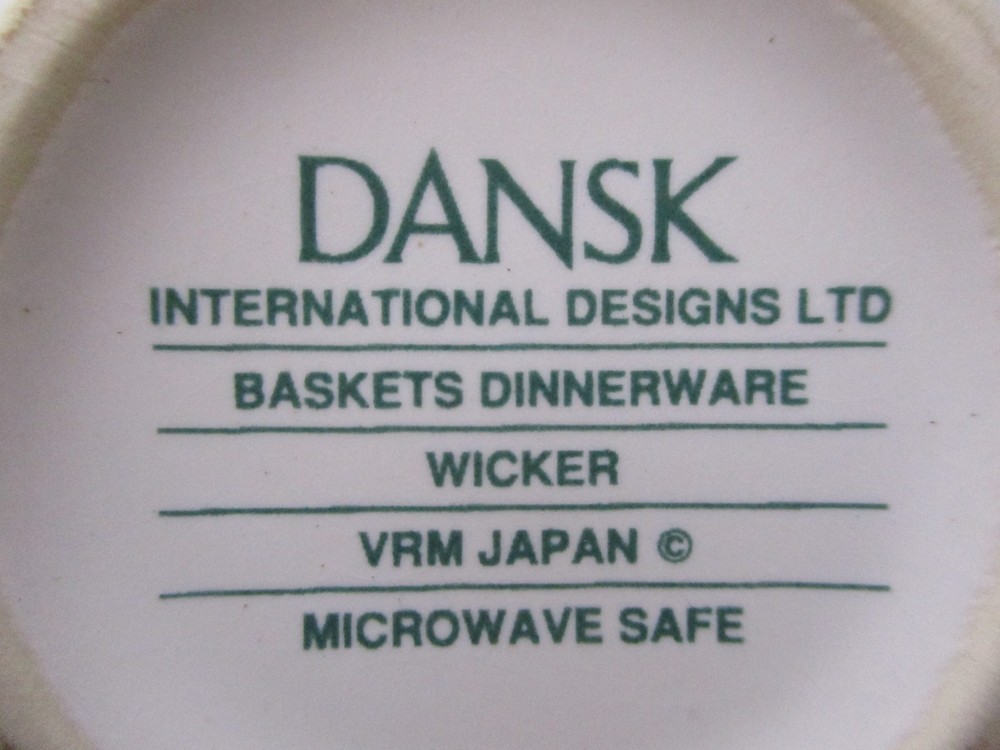 DANSK
INTERNATIONAL DESIGNS LTD
BASKETS DINNERWARE
WICKER
VRM JAPAN ©
MICROWAVE SAFE